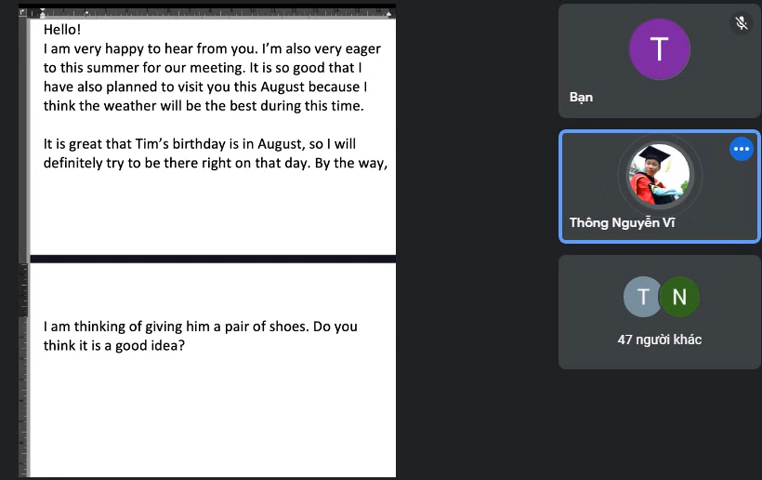 Hello!
I am very happy to hear from you. I'm also very eager
to this summer for our meeting. It is so good that I
have also planned to visit you this August because I
think the weather will be the best during this time.
It is great that Tim's birthday is in August, so I will
definitely try to be there right on that day. By the way,
I am thinking of giving him a pair of shoes. Do you
think it is a good idea?
T
Bạn
Thông Nguyễn Vĩ
T N
47 người khác